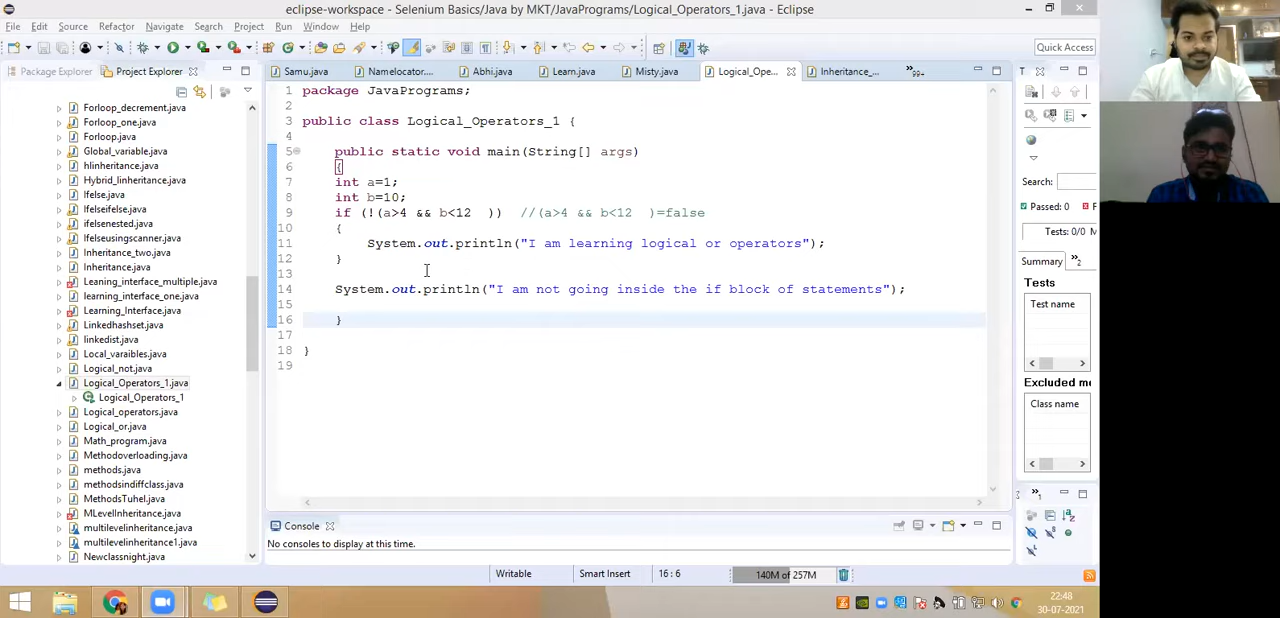 eclipse-workspace - Selenium Basics/Java by MKT/JavaPrograms/Logical_Operators_1.java - Eclipse
File Edit Source Refactor Navigate Search Project Run Window Help
Quick Access
Package Explorer Project Explorer
Samu.java Namelocator.... Abhi.java Learn.java Misty.java Logical_Ope... Inheritance_... 99+
T
Forloop_decrement.java
Forloop_one.java
Forloop.java
Global_variable.java
hlinheritance.java
Hybrid_Iinheritance.java
Ifelse.java
Ifelseifelse.java
ifelsenested.java
Ifelseusingscanner.java
Inheritance_two.java
Inheritance.java
Leaning_interface_multiple.java
learning_interface_one.java
Learning_Interface.java
Linkedhashset.java
linkedist.java
Local_varaibles.java
Logical_not.java
Logical_Operators_1.java
Logical_Operators_1
Logical_operators.java
Logical_or.java
Math_program.java
Methodoverloading.java
methods.java
methodsindiffclass.java
MethodsTuhel.java
MLevelInheritance.java
multilevelinheritance.java
multilevelinheritance1.java
Newclassnight.java
1 package JavaPrograms;
2
3 public class Logical_Operators_1 {
4
5 public static void main(String[] args)
6 {
7 int a=1;
8 int b=10;
9 if (!(a>4 && b<12 )) //(a>4 && b<12 )=false
10 {
11 System.out.println("I am learning logical or operators");
12 }
13
14 System.out.println("I am not going inside the if block of statements");
15
16 }
17
18 }
19
Search:
Passed: 0 F
Tests: 0/0 M
Summary 1
Tests
Test name
Excluded me
Class name
1
Console
No consoles to display at this time.
Writable Smart Insert 16 : 6 140M of 257M
22:48
30-07-2021